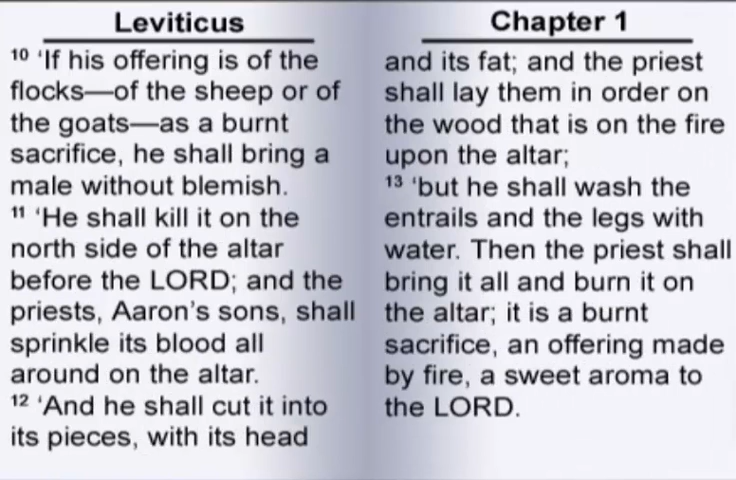 Leviticus
¹⁰ ‘If his offering is of the
flocks—of the sheep or of
the goats—as a burnt
sacrifice, he shall bring a
male without blemish.
¹¹ ‘He shall kill it on the
north side of the altar
before the LORD; and the
priests, Aaron’s sons, shall
sprinkle its blood all
around on the altar.
¹² ‘And he shall cut it into
its pieces, with its head
Chapter 1
and its fat; and the priest
shall lay them in order on
the wood that is on the fire
upon the altar;
¹³ ‘but he shall wash the
entrails and the legs with
water. Then the priest shall
bring it all and burn it on
the altar; it is a burnt
sacrifice, an offering made
by fire, a sweet aroma to
the LORD.